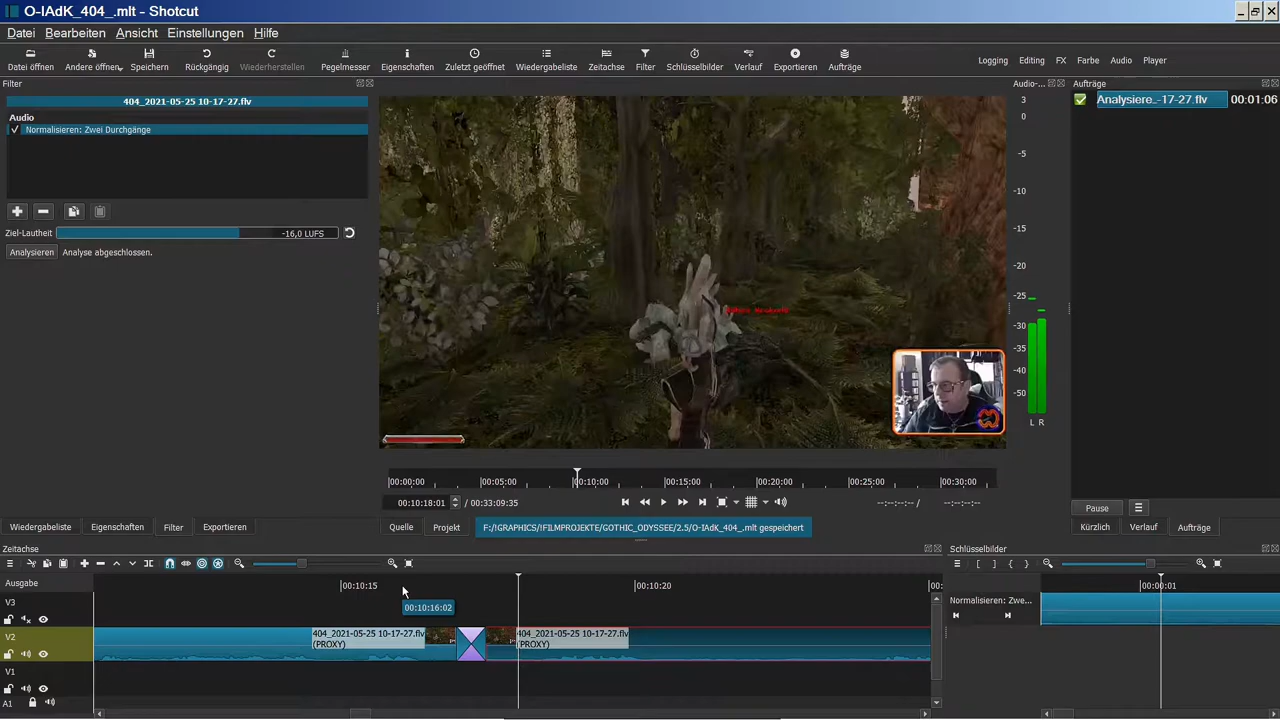 O-IAdK_404_.mlt - Shotcut
Datei Bearbeiten Ansicht Einstellungen Hilfe
Datei öffnen Andere öffnen Speichern Rückgängig Wiederherstellen Pegelmesser Eigenschaften Zuletzt geöffnet Wiedergabeliste Zeitachse Filter Schlüsselbilder Verlauf Exportieren Aufträge
Logging Editing FX Farbe Audio Player
Filter
404_2021-05-25 10-17-27.flv
Audio
Normalisieren: Zwei Durchgänge
Ziel-Lautheit -16,0 LUFS
Analysieren Analyse abgeschlossen.
Audio-...
3
0
-5
-10
-15
-20
-25
-30
-35
-40
-50
L R
Aufträge
Analysiere...-17-27.flv 00:01:06
00:00:00 00:05:00 00:10:00 00:15:00 00:20:00 00:25:00 00:30:00
00:10:18:01 / 00:33:09:35 --:--:--:-- / --:--:--:--
Pause
Wiedergabeliste Eigenschaften Filter Exportieren
Quelle Projekt
F:/!GRAPHICS/!FILMPROJEKTE/GOTHIC_ODYSSEE/2.5/O-IAdK_404_.mlt gespeichert
Kürzlich Verlauf Aufträge
Zeitachse
Schlüsselbilder
Ausgabe
00:10:15 00:10:20 00:
00:10:16:02
V3
V2
404_2021-05-25 10-17-27.flv
(PROXY)
404_2021-05-25 10-17-27.flv
(PROXY)
V1
A1
00:00:01
Normalisieren: Zwe...